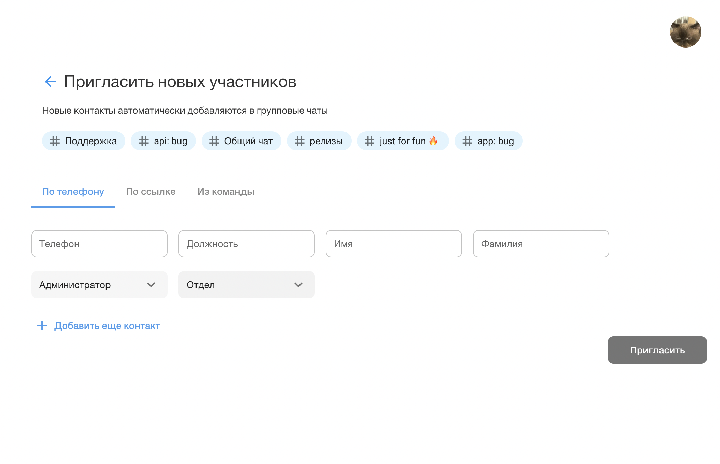 Пригласить новых участников
Новые контакты автоматически добавляются в групповые чаты
# Поддержка # api: bug # Общий чат # релизы # just for fun 🔥 # app: bug
По телефону По ссылке Из команды
Телефон Должность Имя Фамилия
Администратор Отдел
+ Добавить еще контакт
Пригласить